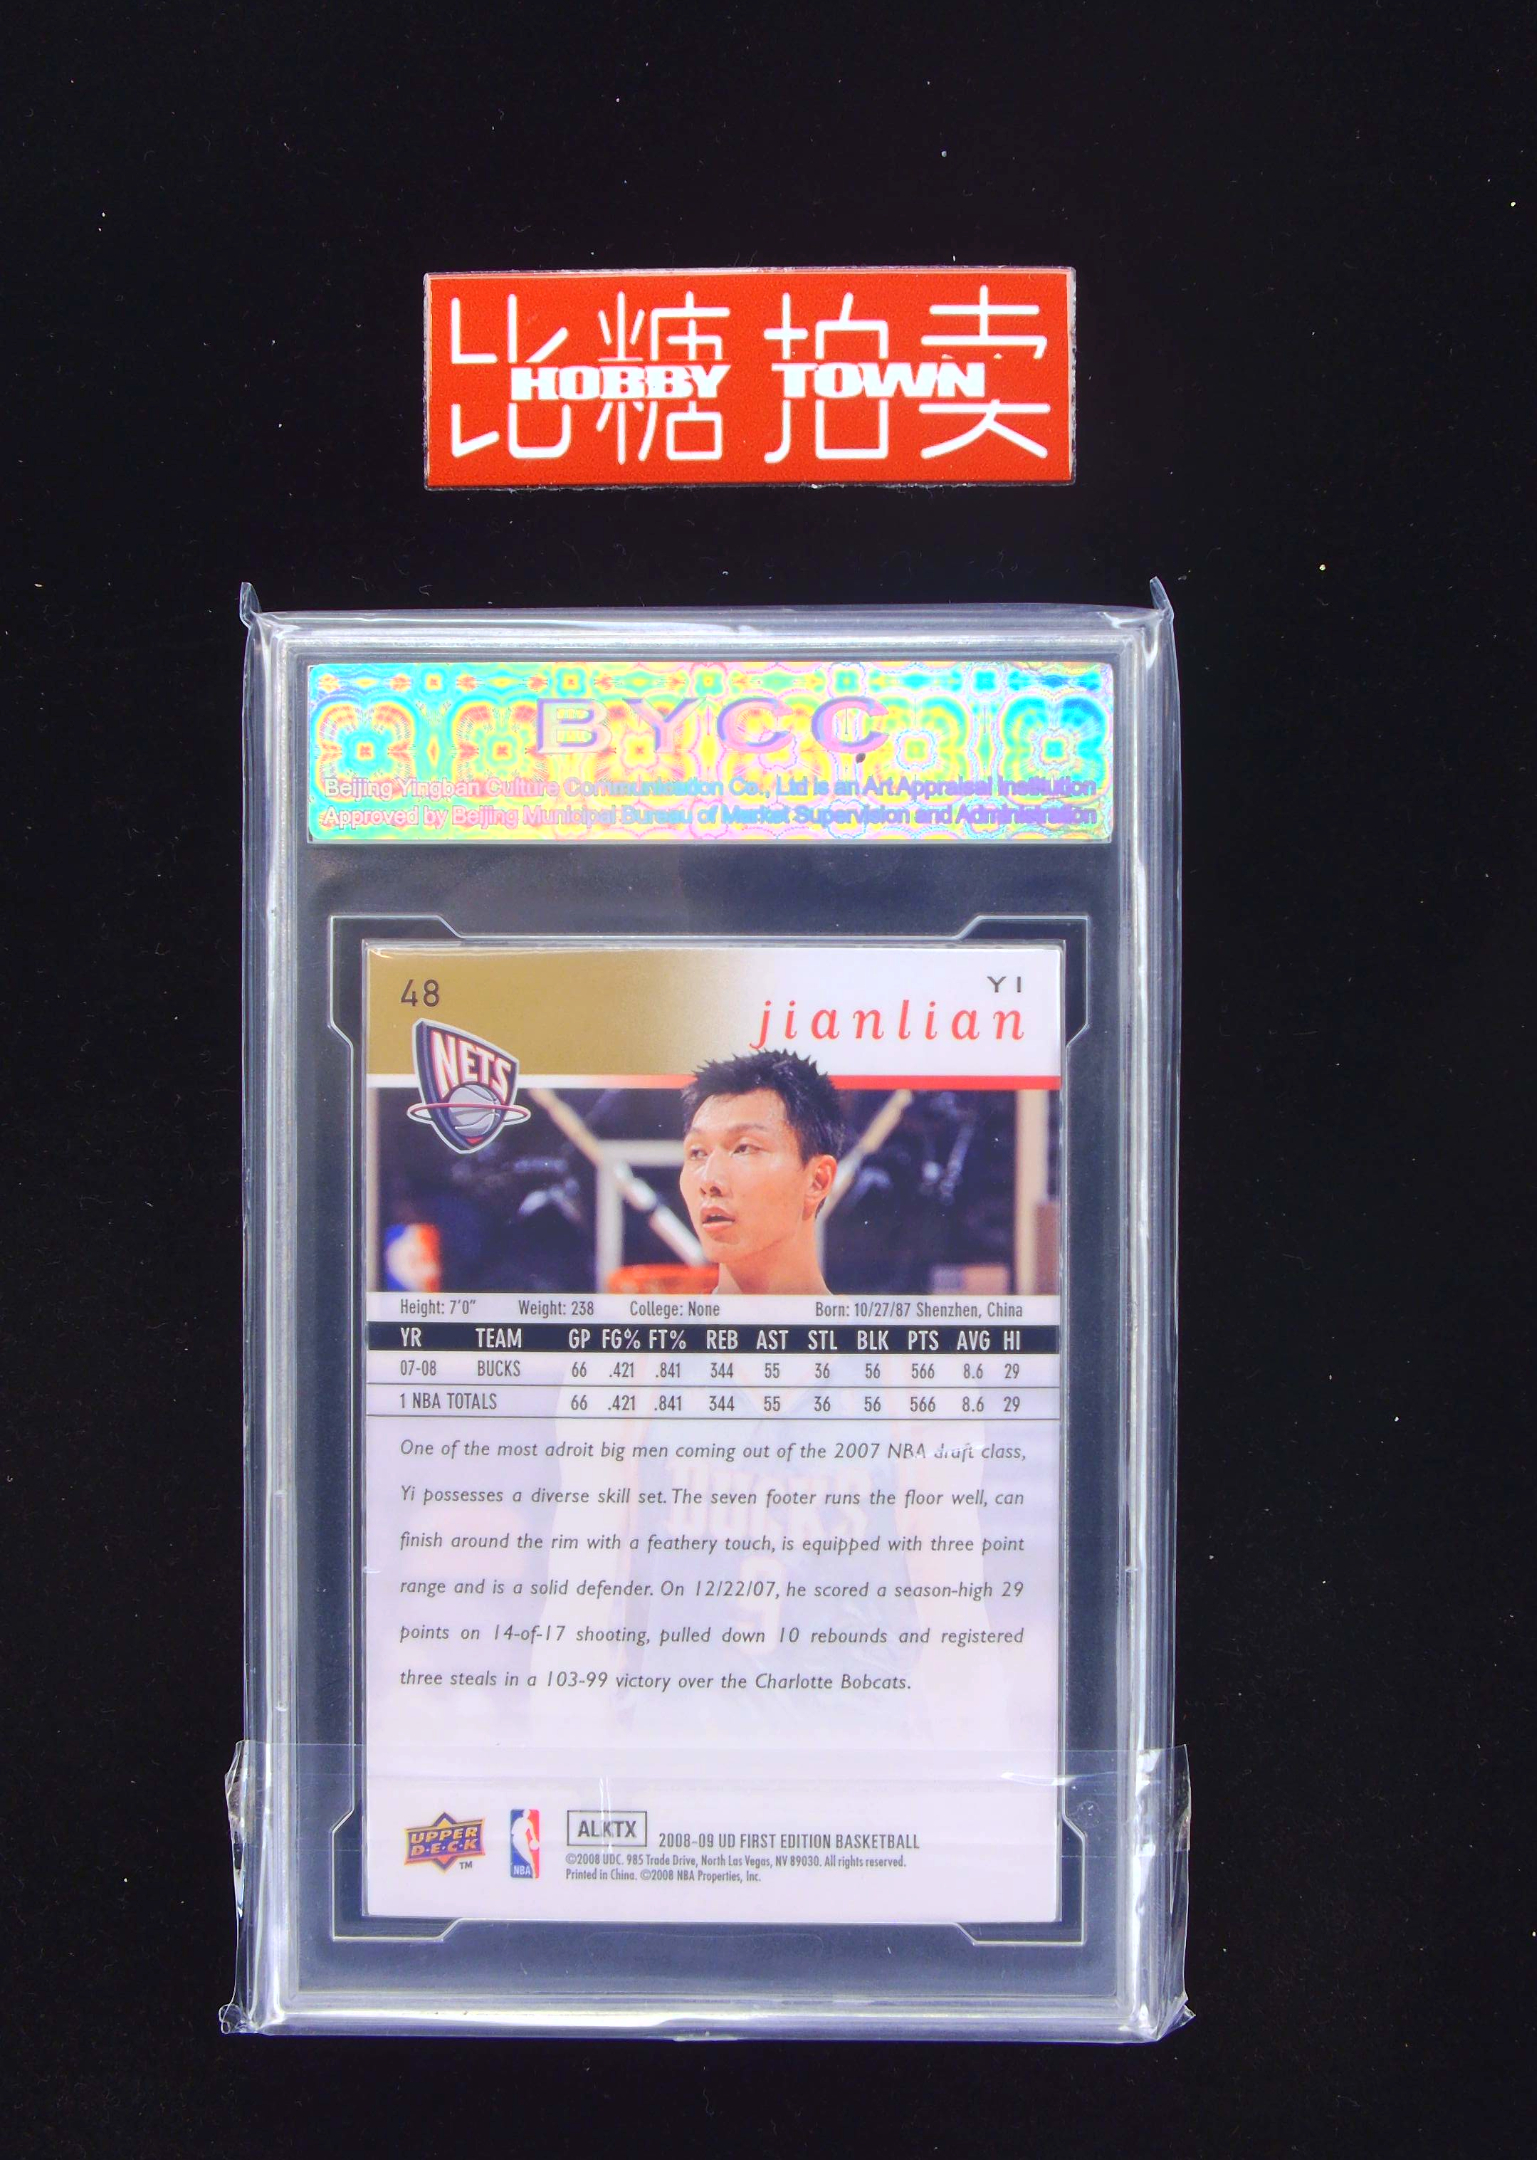 比糖拍卖
HOBBY TOWN
BYCC
Beijing Yingban Culture Communication Co., Ltd is an Art Appraisal Institution
Approved by Beijing Municipal Bureau of Market Supervision and Administration
48
YI
jianlian
NETS
Height: 7'0" Weight: 238 College: None Born: 10/27/87 Shenzhen, China
YR TEAM GP FG% FT% REB AST STL BLK PTS AVG HI
07-08 BUCKS 66 .421 .841 344 55 36 56 566 8.6 29
1 NBA TOTALS 66 .421 .841 344 55 36 56 566 8.6 29
One of the most adroit big men coming out of the 2007 NBA draft class,
Yi possesses a diverse skill set. The seven footer runs the floor well, can
finish around the rim with a feathery touch, is equipped with three point
range and is a solid defender. On 12/22/07, he scored a season-high 29
points on 14-of-17 shooting, pulled down 10 rebounds and registered
three steals in a 103-99 victory over the Charlotte Bobcats.
BUCKS
9
UPPER
D·E·C·K
TM
NBA
ALKTX
2008-09 UD FIRST EDITION BASKETBALL
©2008 UDC. 985 Trade Drive, North Las Vegas, NV 89030. All rights reserved.
Printed in China. ©2008 NBA Properties, Inc.